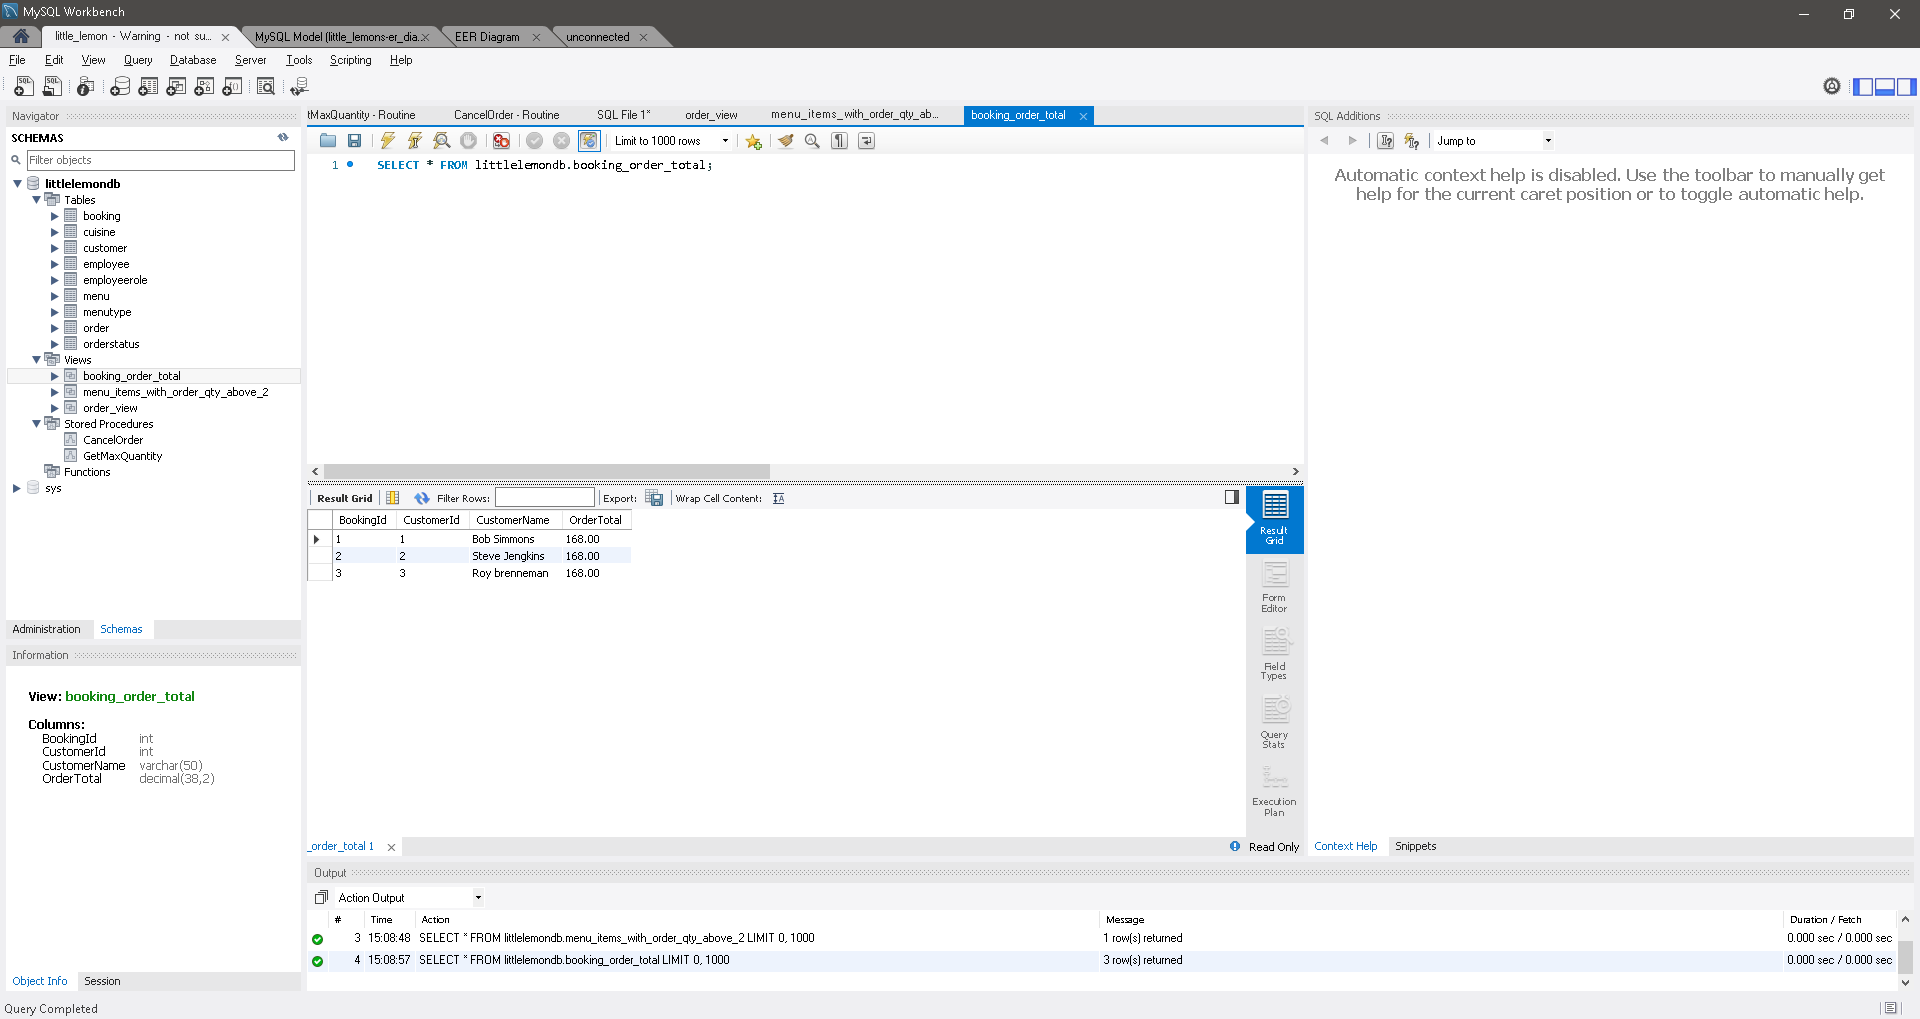 MySQL Workbench
little_lemon - Warning - not su...
MySQL Model (little_lemons-er_dia...
EER Diagram
unconnected
File Edit View Query Database Server Tools Scripting Help
Navigator
SCHEMAS
Filter objects
littlelemondb
Tables
booking
cuisine
customer
employee
employeerole
menu
menutype
order
orderstatus
Views
booking_order_total
menu_items_with_order_qty_above_2
order_view
Stored Procedures
CancelOrder
GetMaxQuantity
Functions
sys
Administration Schemas
Information
View: booking_order_total
Columns:
BookingId int
CustomerId int
CustomerName varchar(50)
OrderTotal decimal(38,2)
Object Info Session
Query Completed
tMaxQuantity - Routine CancelOrder - Routine SQL File 1* order_view menu_items_with_order_qty_ab... booking_order_total
Limit to 1000 rows
1 SELECT * FROM littlelemondb.booking_order_total;
Result Grid Filter Rows: Export: Wrap Cell Content:
BookingId CustomerId CustomerName OrderTotal
1 1 Bob Simmons 168.00
2 2 Steve Jengkins 168.00
3 3 Roy brenneman 168.00
Result
Grid
Form
Editor
Field
Types
Query
Stats
Execution
Plan
_order_total 1
Read Only
SQL Additions
Jump to
Automatic context help is disabled. Use the toolbar to manually get
help for the current caret position or to toggle automatic help.
Context Help Snippets
Output
Action Output
# Time Action Message Duration / Fetch
3 15:08:48 SELECT * FROM littlelemondb.menu_items_with_order_qty_above_2 LIMIT 0, 1000 1 row(s) returned 0.000 sec / 0.000 sec
4 15:08:57 SELECT * FROM littlelemondb.booking_order_total LIMIT 0, 1000 3 row(s) returned 0.000 sec / 0.000 sec